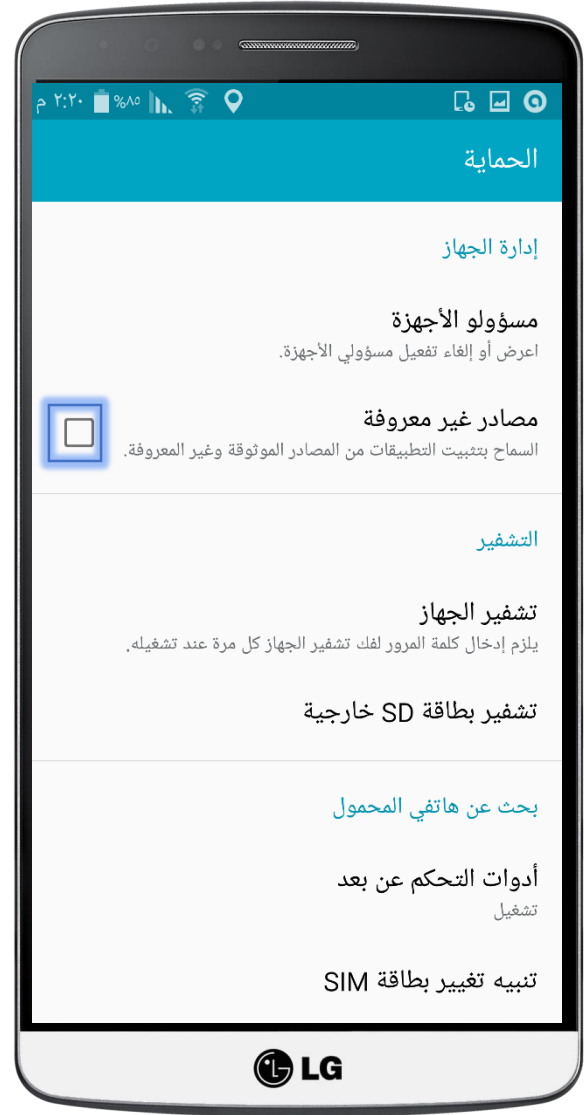 ٢:٢٠ م
%٨٥
الحماية
إدارة الجهاز
مسؤولو الأجهزة
اعرض أو إلغاء تفعيل مسؤولي الأجهزة.
مصادر غير معروفة
السماح بتثبيت التطبيقات من المصادر الموثوقة وغير المعروفة.
التشفير
تشفير الجهاز
يلزم إدخال كلمة المرور لفك تشفير الجهاز كل مرة عند تشغيله.
تشفير بطاقة SD خارجية
بحث عن هاتفي المحمول
أدوات التحكم عن بعد
تشغيل
تنبيه تغيير بطاقة SIM
LG